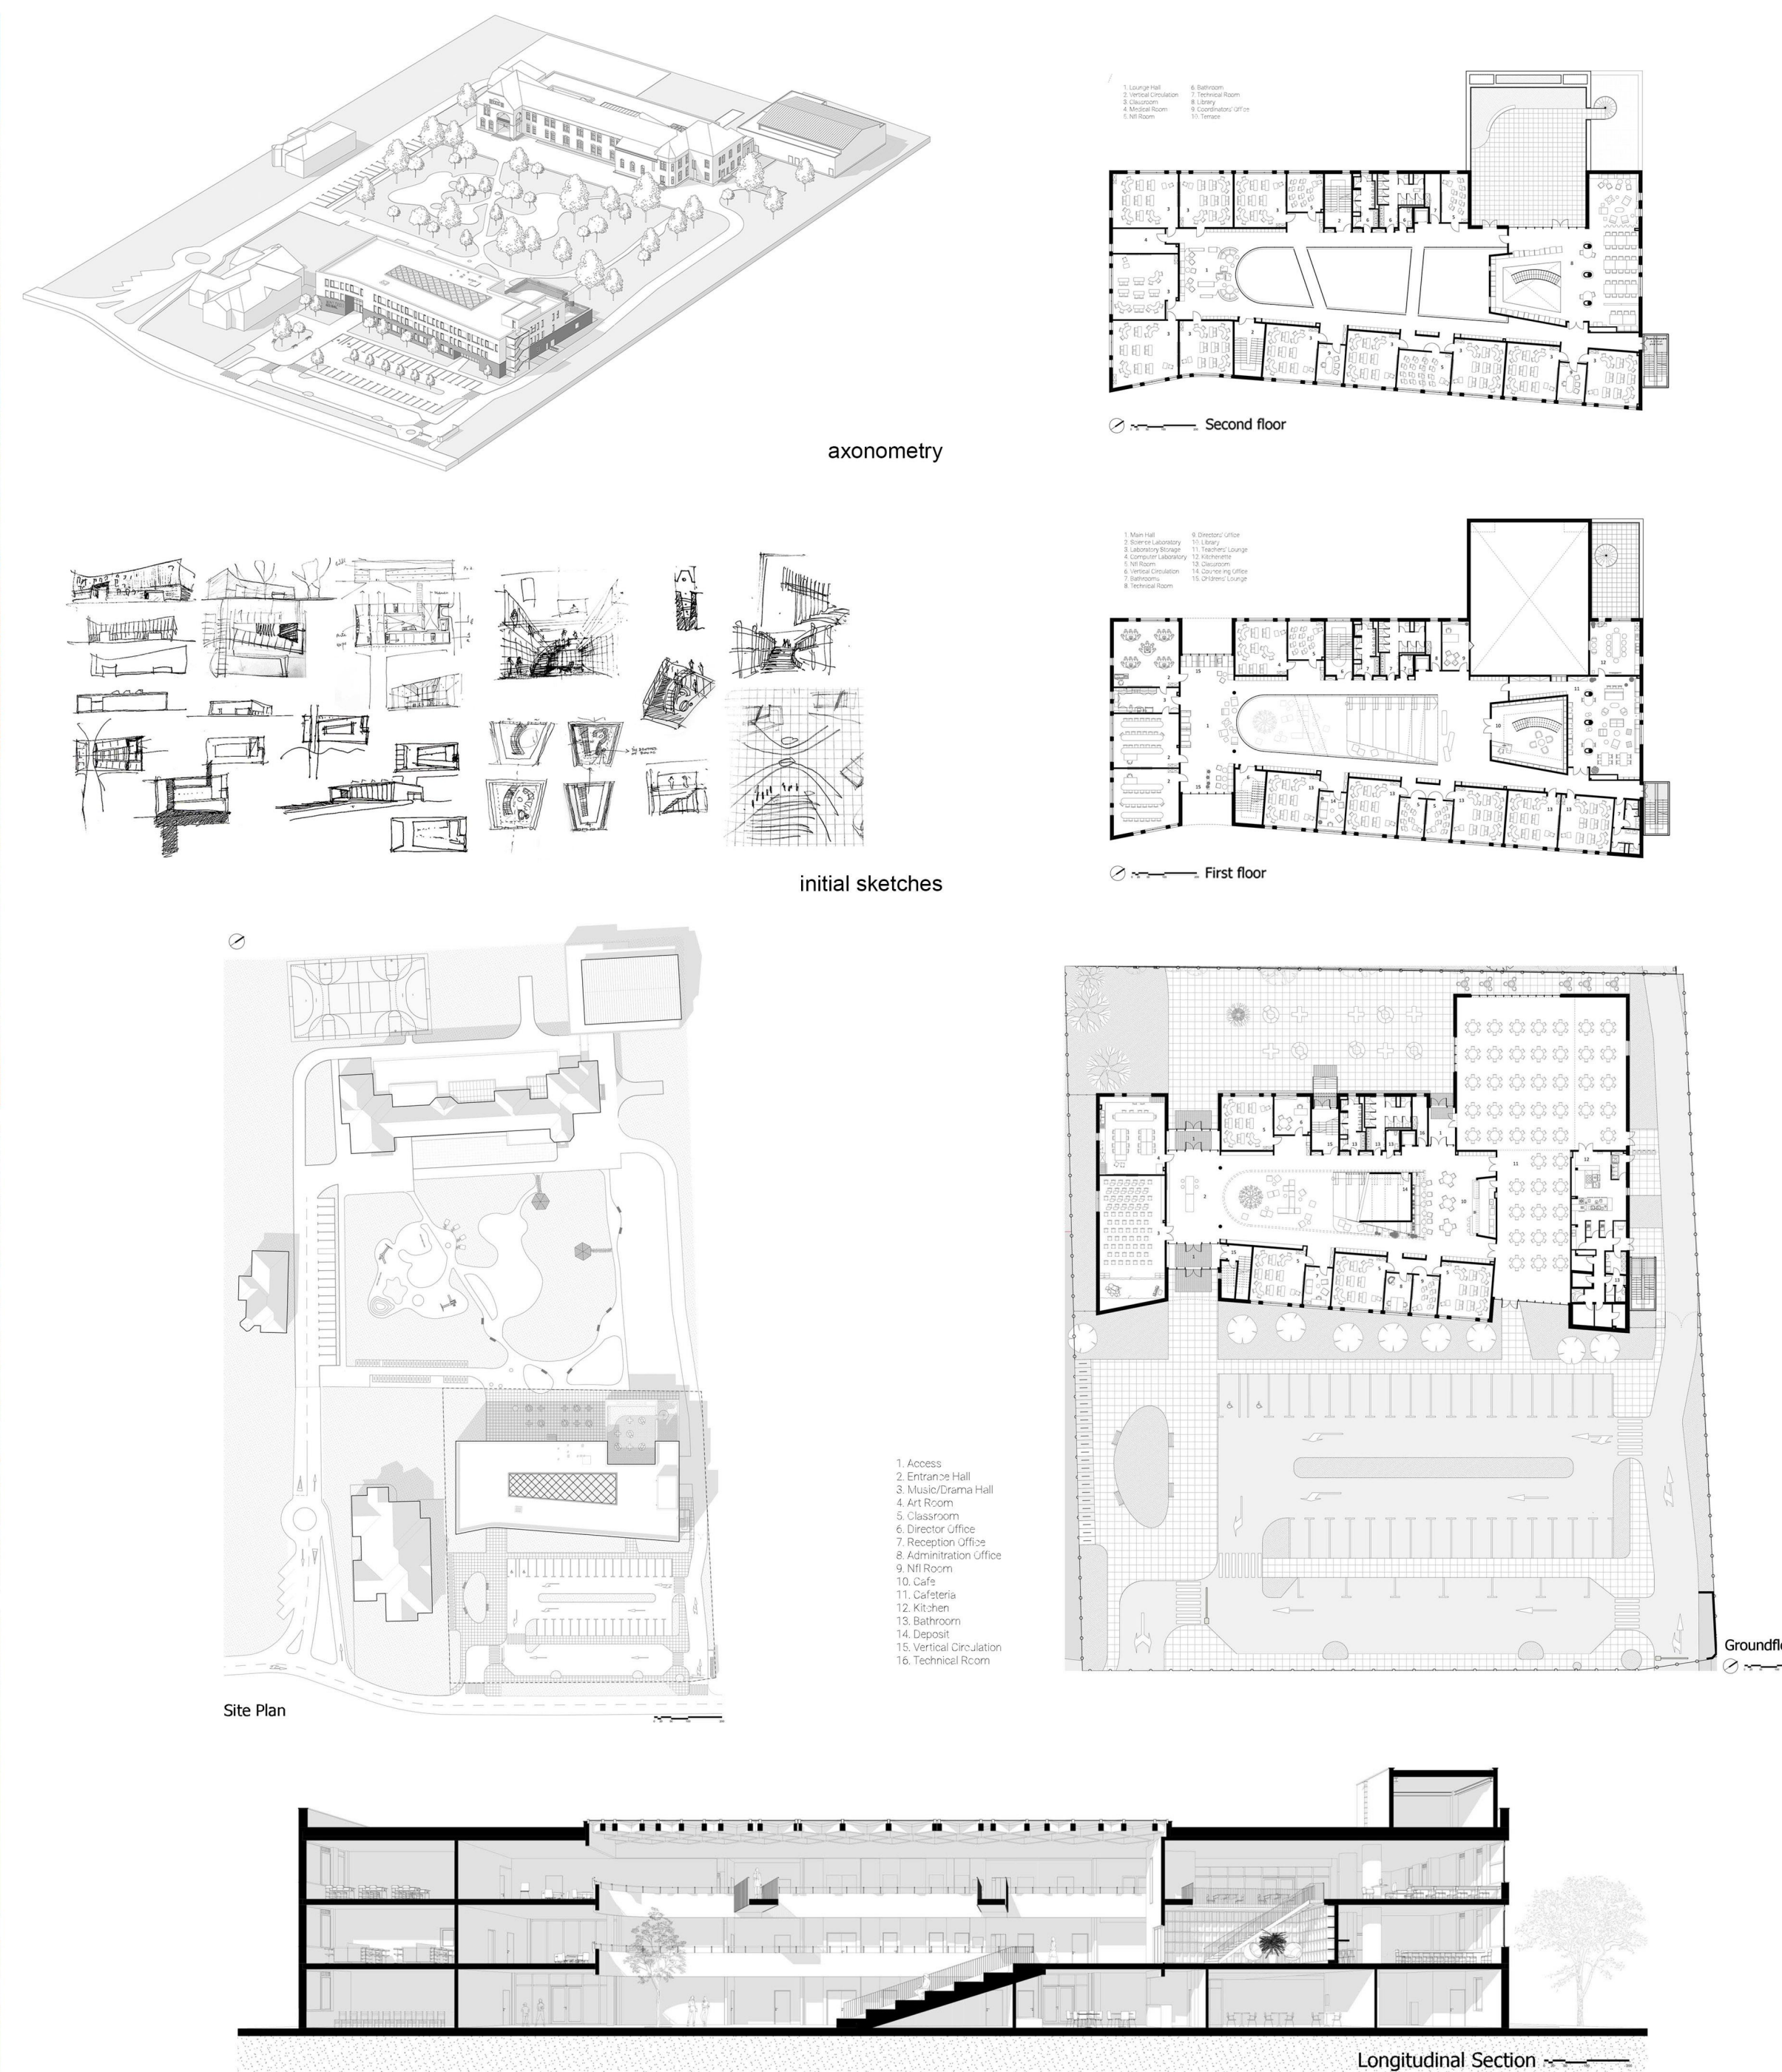 1. Lounge Hall
2. Vertical Circulation
3. Classroom
4. Medical Room
5. Nfl Room
6. Bathroom
7. Technical Room
8. Library
9. Coordinators' Office
10. Terrace
Second floor
axonometry
1. Main Hall
2. Science Laboratory
3. Laboratory Storage
4. Computer Laboratory
5. Nfl Room
6. Vertical Circulation
7. Bathrooms
8. Technical Room
9. Directors' Office
10. Library
11. Teachers' Lounge
12. Kitchenette
13. Classroom
14. Counseling Office
15. Childrens' Lounge
First floor
initial sketches
1. Access
2. Entrance Hall
3. Music/Drama Hall
4. Art Room
5. Classroom
6. Director Office
7. Reception Office
8. Adminitration Office
9. Nfl Room
10. Cafe
11. Cafeteria
12. Kitchen
13. Bathroom
14. Deposit
15. Vertical Circulation
16. Technical Room
Groundflo
Site Plan
Longitudinal Section